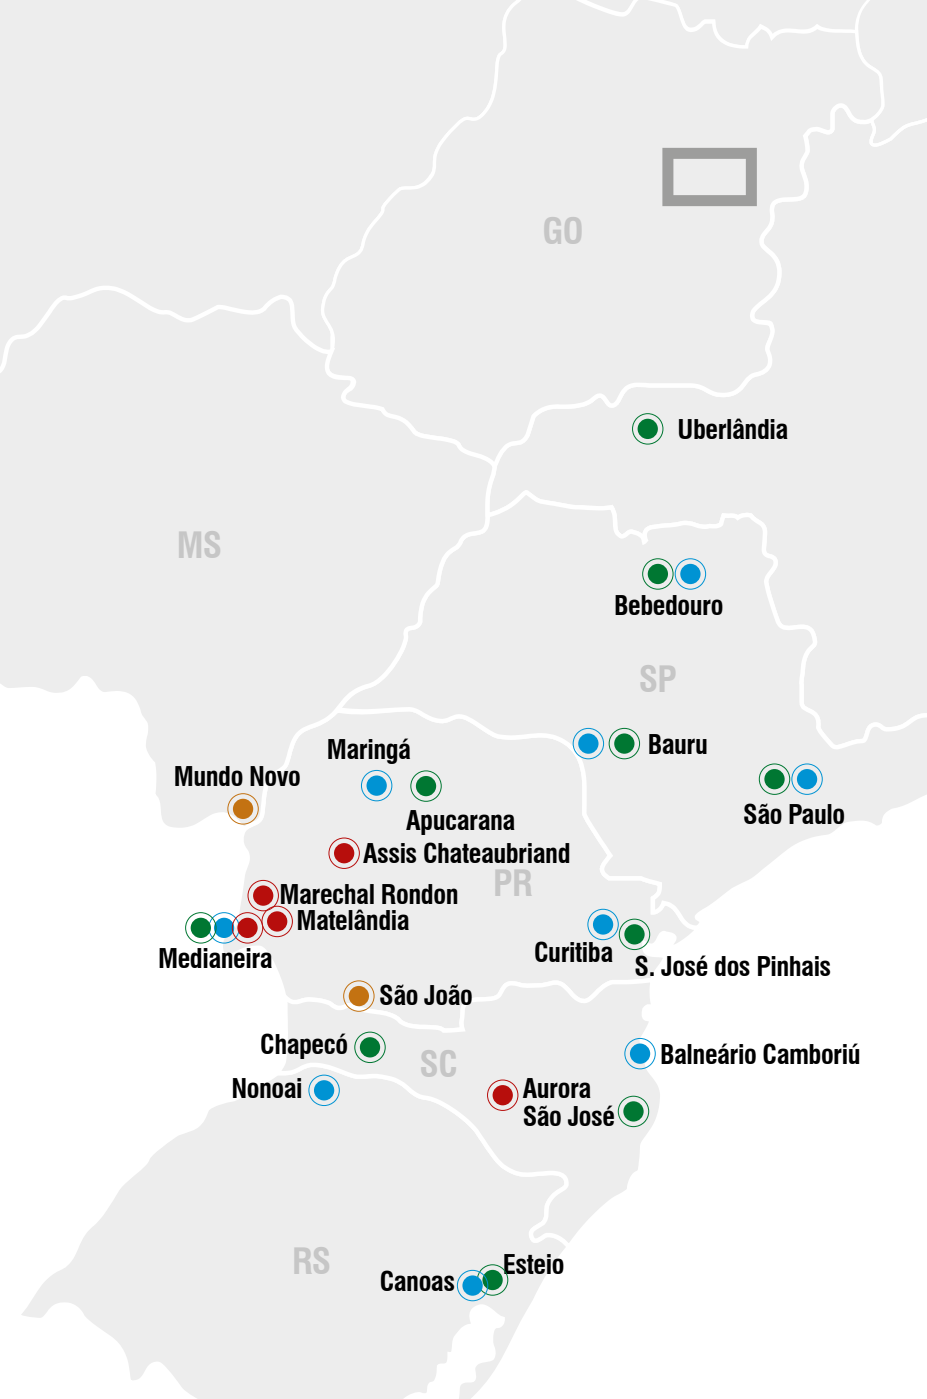 GO
Uberlândia
MS
Bebedouro
SP
Bauru
Maringá
Mundo Novo
São Paulo
Apucarana
Assis Chateaubriand
PR
Marechal Rondon
Matelândia
Medianeira
Curitiba
S. José dos Pinhais
São João
Chapecó
SC
Balneário Camboriú
Nonoai
Aurora
São José
RS
Esteio
Canoas